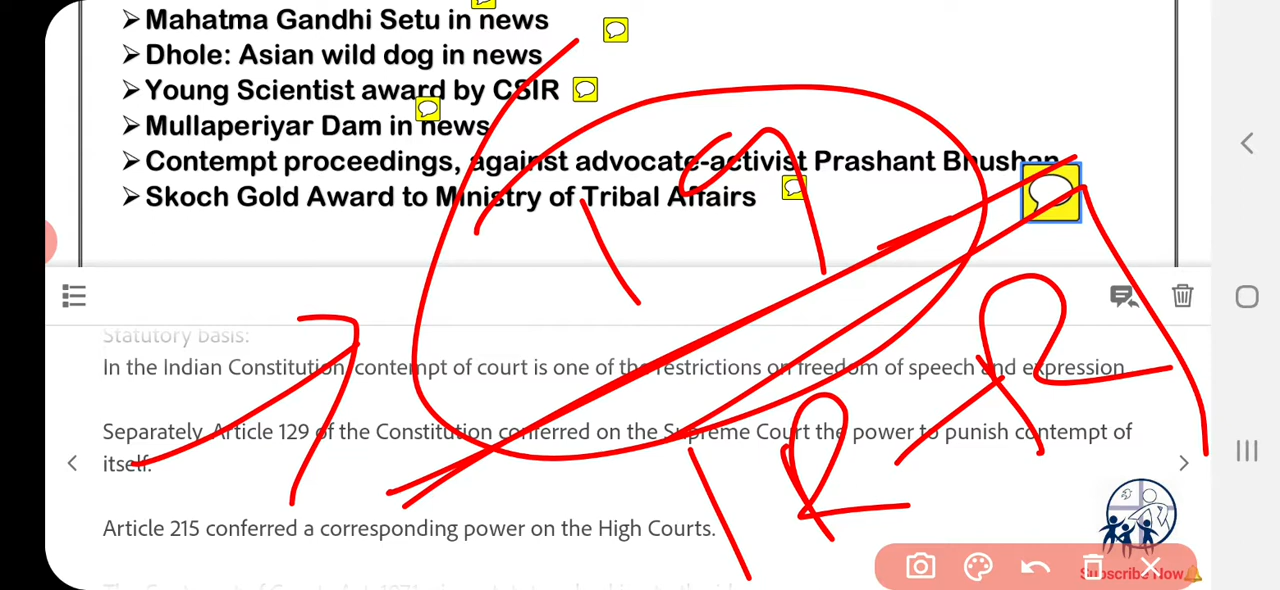 ➢Mahatma Gandhi Setu in news
➢Dhole: Asian wild dog in news
➢Young Scientist award by CSIR
➢Mullaperiyar Dam in news
➢Contempt proceedings, against advocate-activist Prashant Bhushan
➢Skoch Gold Award to Ministry of Tribal Affairs
Statutory basis:
In the Indian Constitution, contempt of court is one of the restrictions on freedom of speech and expression.
Separately, Article 129 of the Constitution conferred on the Supreme Court the power to punish contempt of
itself.
Article 215 conferred a corresponding power on the High Courts.
Subscribe Now